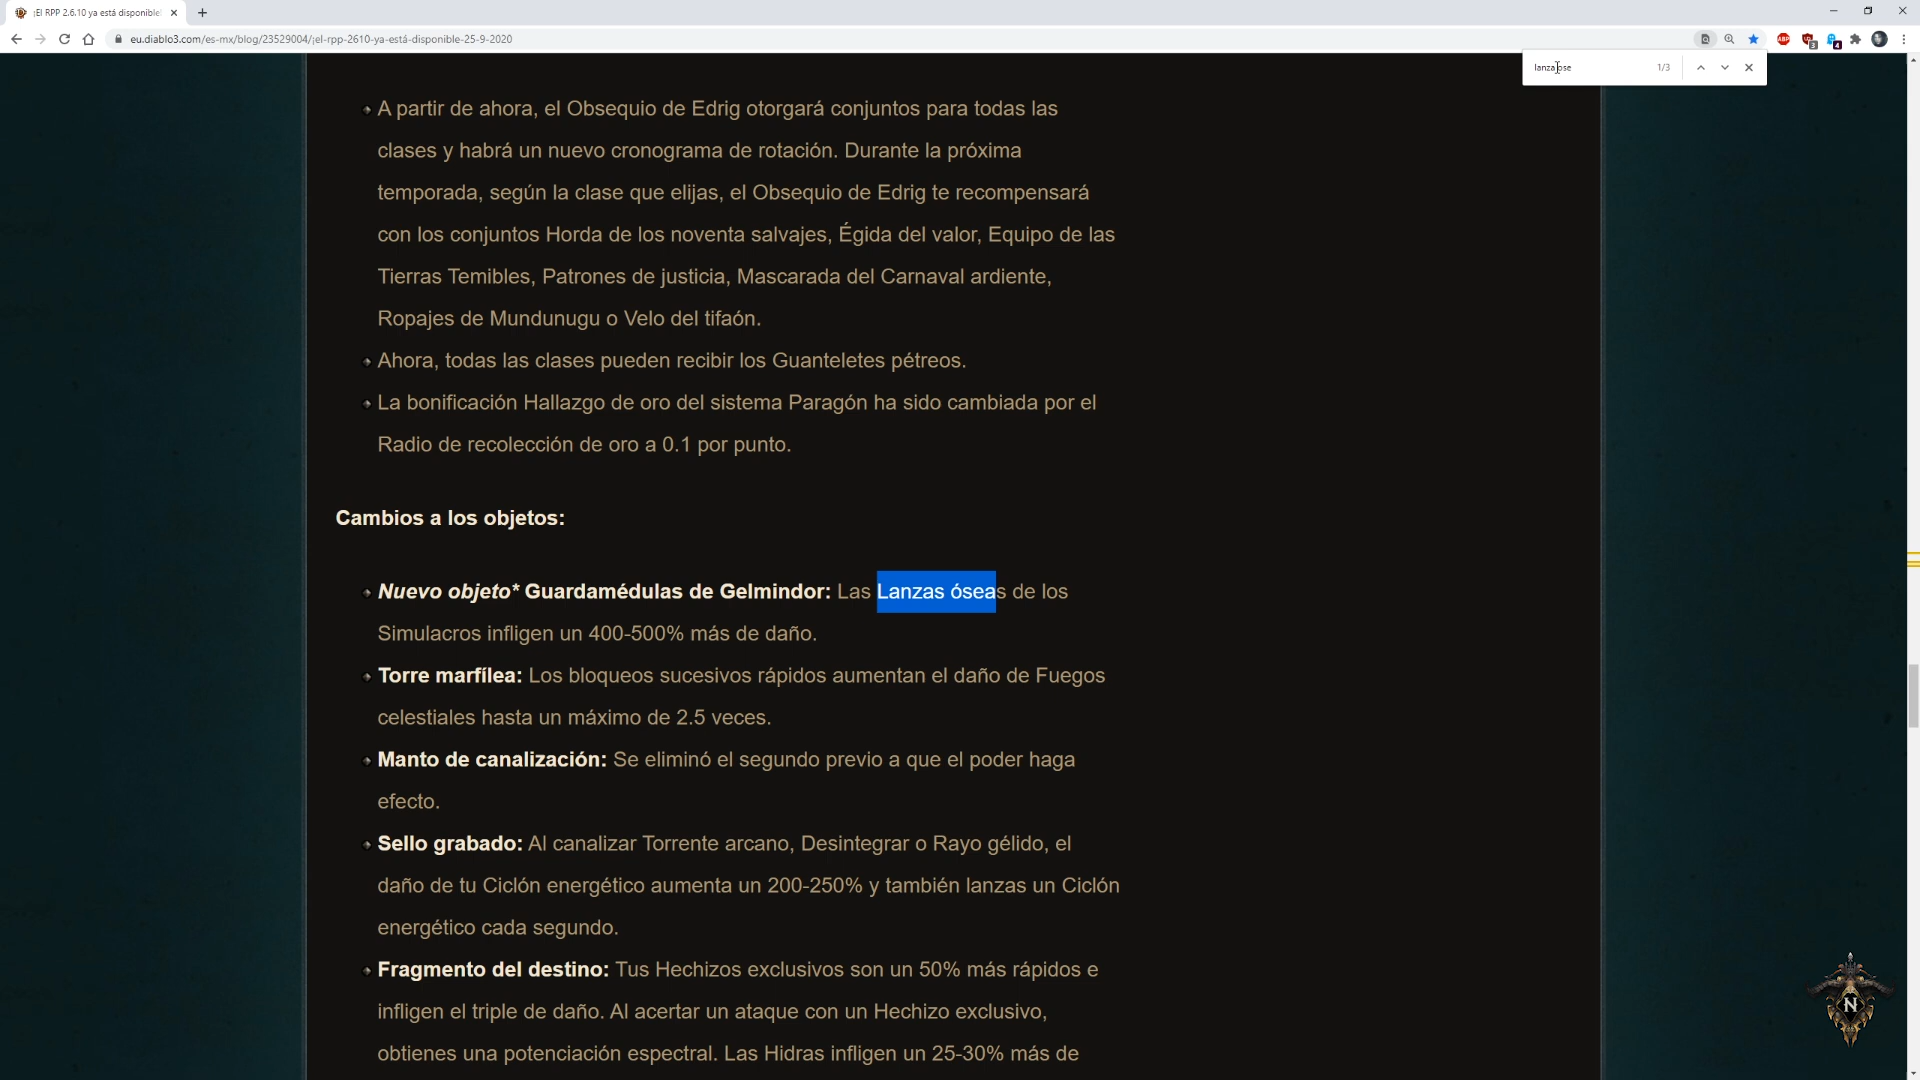 ¡El RPP 2.6.10 ya está disponible!
eu.diablo3.com/es-mx/blog/23529004/¡el-rpp-2610-ya-está-disponible-25-9-2020
ABP
3
4
1/3
A partir de ahora, el Obsequio de Edrig otorgará conjuntos para todas las
clases y habrá un nuevo cronograma de rotación. Durante la próxima
temporada, según la clase que elijas, el Obsequio de Edrig te recompensará
con los conjuntos Horda de los noventa salvajes, Égida del valor, Equipo de las
Tierras Temibles, Patrones de justicia, Mascarada del Carnaval ardiente,
Ropajes de Mundunugu o Velo del tifaón.
Ahora, todas las clases pueden recibir los Guanteletes pétreos.
La bonificación Hallazgo de oro del sistema Paragón ha sido cambiada por el
Radio de recolección de oro a 0.1 por punto.
Cambios a los objetos:
Nuevo objeto* Guardamédulas de Gelmindor: Las Lanzas óseas de los
Simulacros infligen un 400-500% más de daño.
Torre marfílea: Los bloqueos sucesivos rápidos aumentan el daño de Fuegos
celestiales hasta un máximo de 2.5 veces.
Manto de canalización: Se eliminó el segundo previo a que el poder haga
efecto.
Sello grabado: Al canalizar Torrente arcano, Desintegrar o Rayo gélido, el
daño de tu Ciclón energético aumenta un 200-250% y también lanzas un Ciclón
energético cada segundo.
Fragmento del destino: Tus Hechizos exclusivos son un 50% más rápidos e
infligen el triple de daño. Al acertar un ataque con un Hechizo exclusivo,
obtienes una potenciación espectral. Las Hidras infligen un 25-30% más de
N